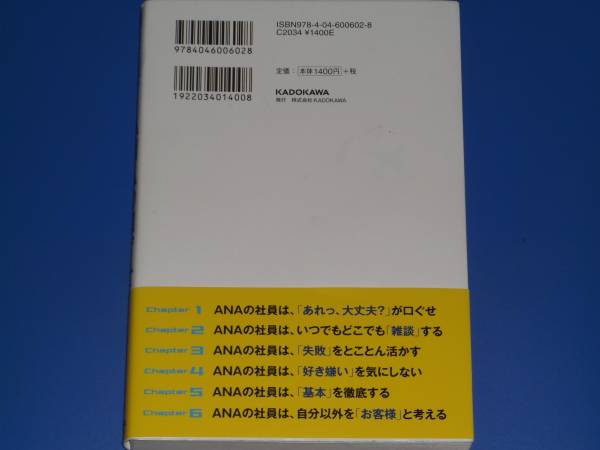 ISBN978-4-04-600602-8
C2034 ¥1400E
9784046006028
定価：本体1400円＋税
1922034014008
KADOKAWA
発行 株式会社KADOKAWA
Chapter 1 ANAの社員は、「あれっ、大丈夫？」が口ぐせ
Chapter 2 ANAの社員は、いつでもどこでも「雑談」する
Chapter 3 ANAの社員は、「失敗」をとことん活かす
Chapter 4 ANAの社員は、「好き嫌い」を気にしない
Chapter 5 ANAの社員は、「基本」を徹底する
Chapter 6 ANAの社員は、自分以外を「お客様」と考える